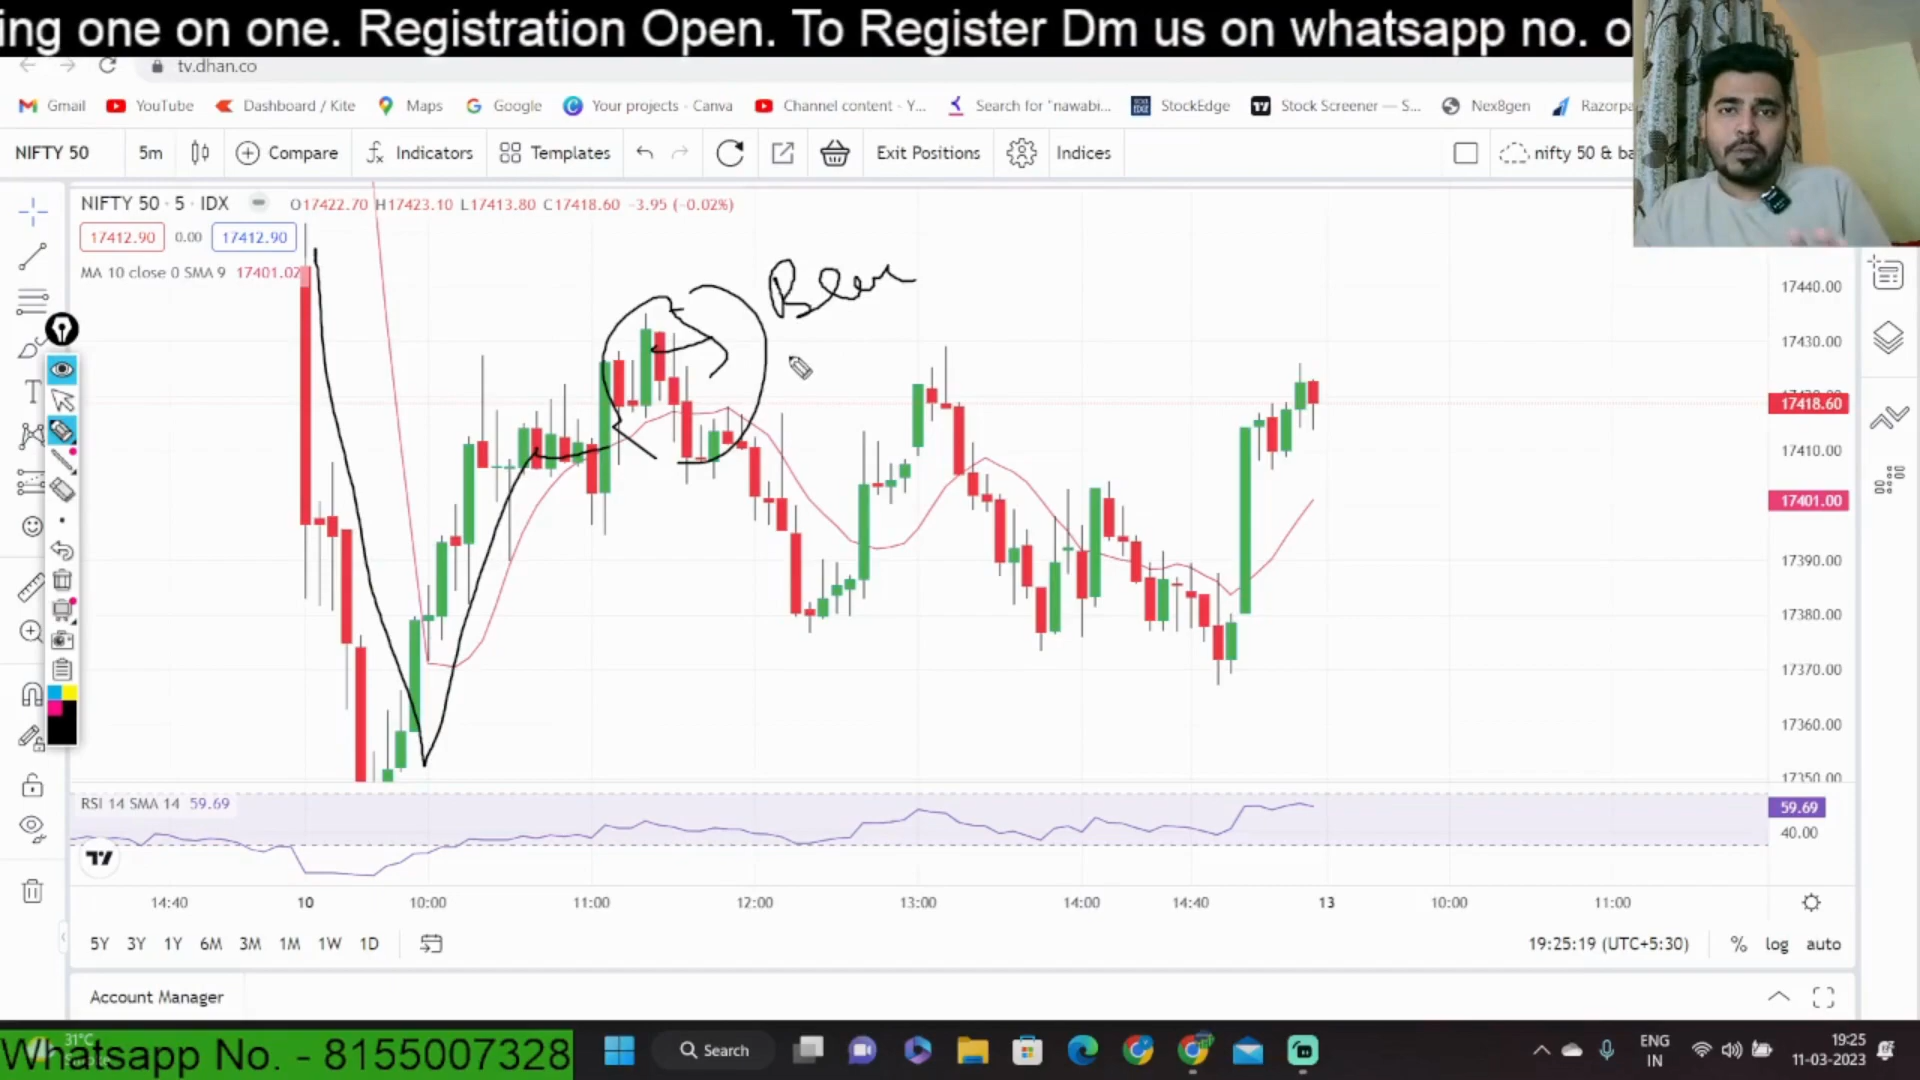 ing one on one. Registration Open. To Register Dm us on whatsapp no. o
tv.dhan.co
Gmail YouTube Dashboard / Kite Maps Google Your projects - Canva Channel content - Y... Search for "nawabi... StockEdge Stock Screener — S... Nex8gen Razorpa
NIFTY 50 5m Compare Indicators Templates Exit Positions Indices nifty 50 & ba
NIFTY 50 · 5 · IDX O17422.70 H17423.10 L17413.80 C17418.60 -3.95 (-0.02%)
17412.90 0.00 17412.90
MA 10 close 0 SMA 9 17401.02
17440.00
17430.00
17418.60
17410.00
17401.00
17390.00
17380.00
17370.00
17360.00
17350.00
RSI 14 SMA 14 59.69
59.69
40.00
14:40 10 10:00 11:00 12:00 13:00 14:00 14:40 13 10:00 11:00
5Y 3Y 1Y 6M 3M 1M 1W 1D 19:25:19 (UTC+5:30) % log auto
Account Manager
31°C
Whatsapp No. - 8155007328
Search
ENG
IN
19:25
11-03-2023